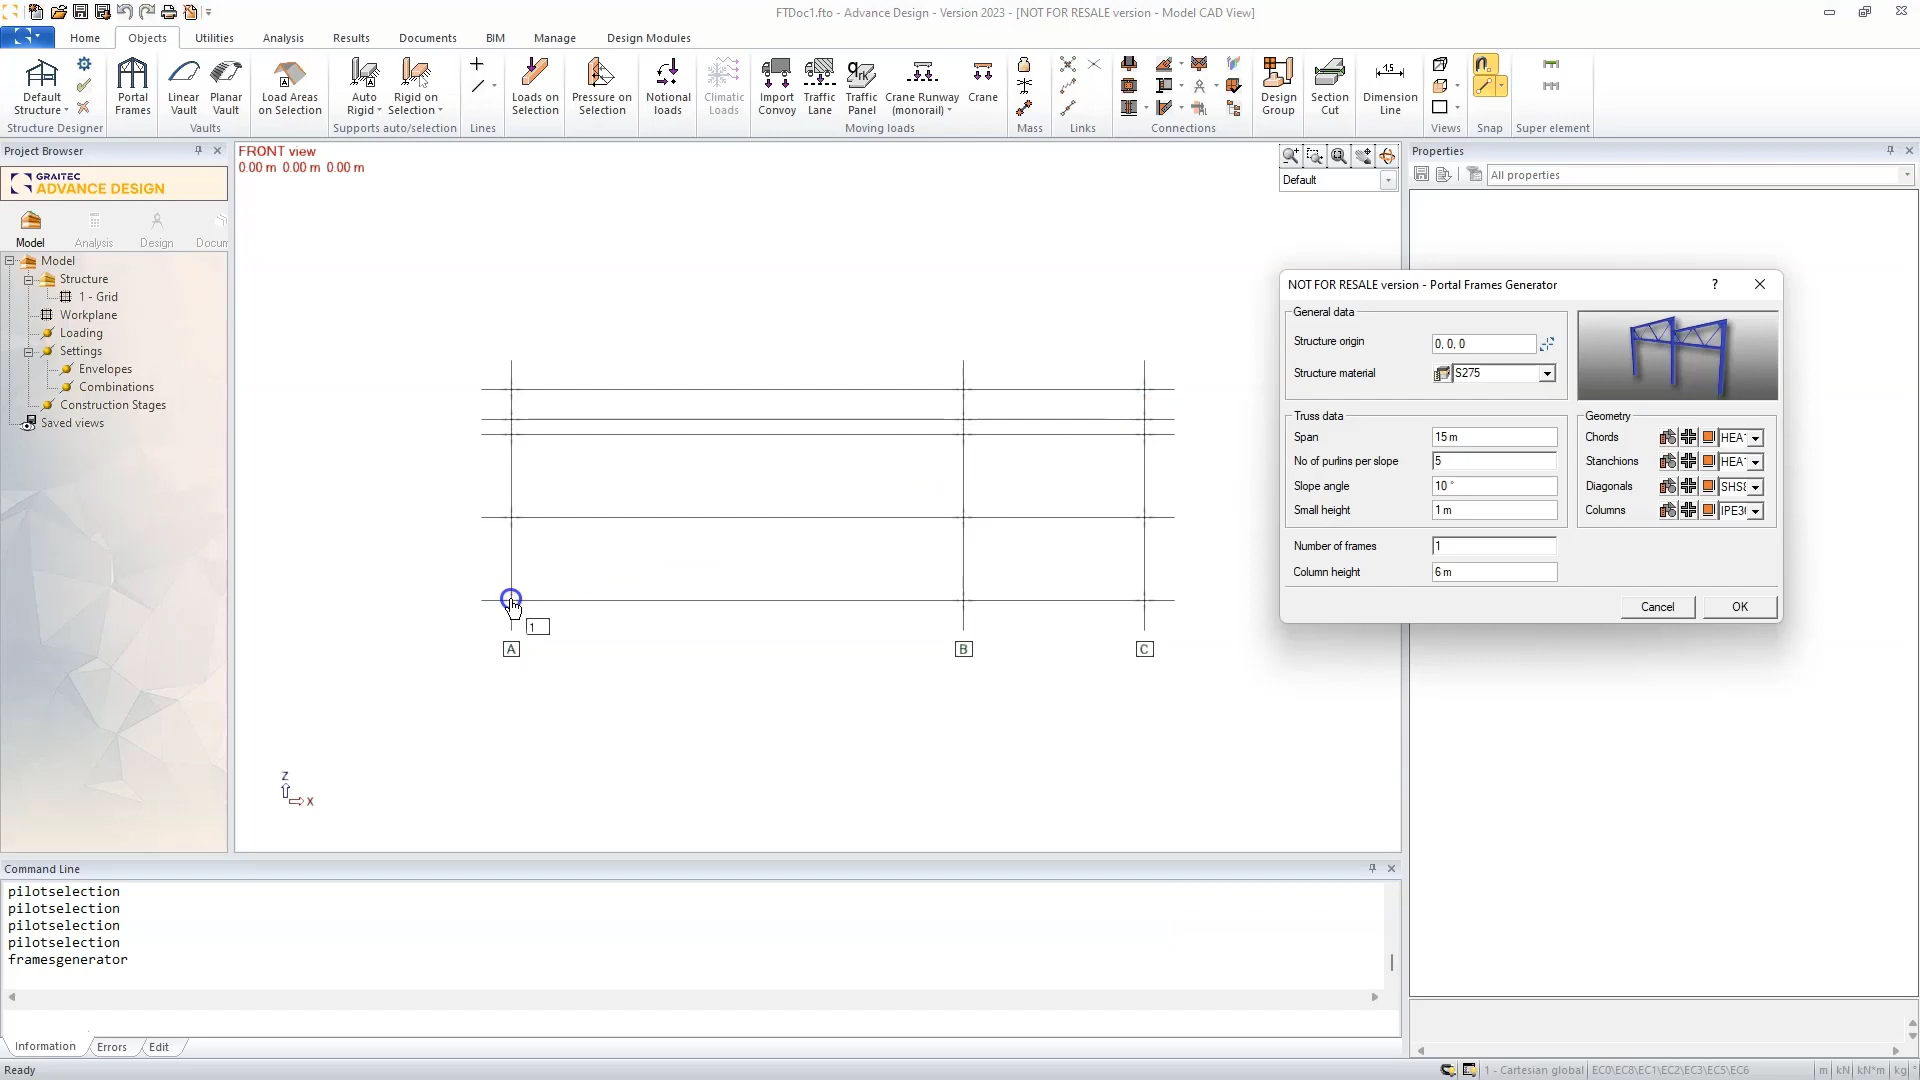 FTDoc1.fto - Advance Design - Version 2023 - [NOT FOR RESALE version - Model CAD View]
Home Objects Utilities Analysis Results Documents BIM Manage Design Modules
Default Structure
Portal Frames
Linear Vault
Planar Vault
Load Areas on Selection
Auto Rigid
Rigid on Selection
Loads on Selection
Pressure on Selection
Notional loads
Climatic Loads
Import Convoy
Traffic Lane
Traffic Panel
Crane Runway (monorail)
Crane
Design Group
Section Cut
1.5
Dimension Line
Structure Designer Vaults Supports auto/selection Lines Moving loads Mass Links Connections Views Snap Super element
Project Browser
GRAITEC
ADVANCE DESIGN
Model Analysis Design Docum
Model
Structure
1 - Grid
Workplane
Loading
Settings
Envelopes
Combinations
Construction Stages
Saved views
FRONT view
0.00 m 0.00 m 0.00 m
Default
1
A B C
Z
X
Properties
All properties
NOT FOR RESALE version - Portal Frames Generator ?
General data
Structure origin 0, 0, 0
Structure material S275
Truss data
Span 15 m
No of purlins per slope 5
Slope angle 10 °
Small height 1 m
Number of frames 1
Column height 6 m
Geometry
Chords HEA
Stanchions HEA
Diagonals
Columns
Cancel OK
Command Line
pilotselection
pilotselection
pilotselection
pilotselection
framesgenerator
Information Errors Edit
Ready
1 - Cartesian global EC0\EC8\EC1\EC2\EC3\EC5\EC6 m kN kN*m kg °